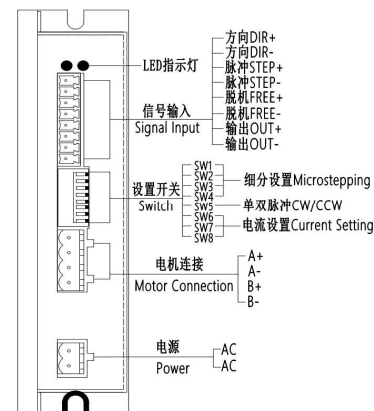 方向DIR+
方向DIR-
脉冲STEP+
脉冲STEP-
脱机FREE+
脱机FREE-
输出OUT+
输出OUT-
LED指示灯
信号输入
Signal Input
SW1
SW2
SW3
SW4
SW5
SW6
SW7
SW8
设置开关
Switch
细分设置Microstepping
单双脉冲CW/CCW
电流设置Current Setting
电机连接
Motor Connection
A+
A-
B+
B-
电源
Power
AC
AC